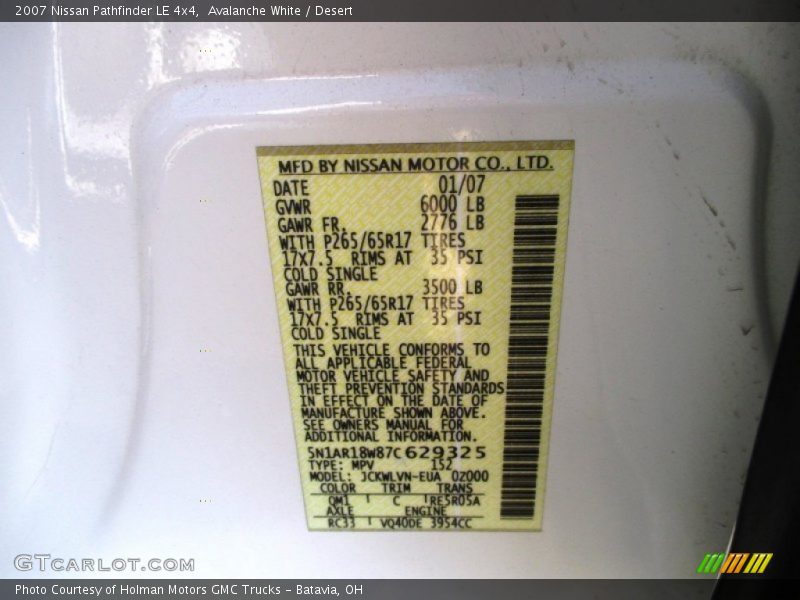 2007 Nissan Pathfinder LE 4x4, Avalanche White / Desert
MFD BY NISSAN MOTOR CO., LTD.
DATE 01/07
GVWR 6000 LB
GAWR FR. 2776 LB
WITH P265/65R17 TIRES
17X7.5 RIMS AT 35 PSI
COLD SINGLE
GAWR RR. 3500 LB
WITH P265/65R17 TIRES
17X7.5 RIMS AT 35 PSI
COLD SINGLE
THIS VEHICLE CONFORMS TO
ALL APPLICABLE FEDERAL
MOTOR VEHICLE SAFETY AND
THEFT PREVENTION STANDARDS
IN EFFECT ON THE DATE OF
MANUFACTURE SHOWN ABOVE.
SEE OWNERS MANUAL FOR
ADDITIONAL INFORMATION.
5N1AR18W87C629325
TYPE: MPV 152
MODEL: JCKWLVN-EUA 0Z000
COLOR TRIM TRANS
QM1 C RE5R05A
AXLE ENGINE
RC33 VQ40DE 3954CC
GTCARLOT.COM
Photo Courtesy of Holman Motors GMC Trucks - Batavia, OH